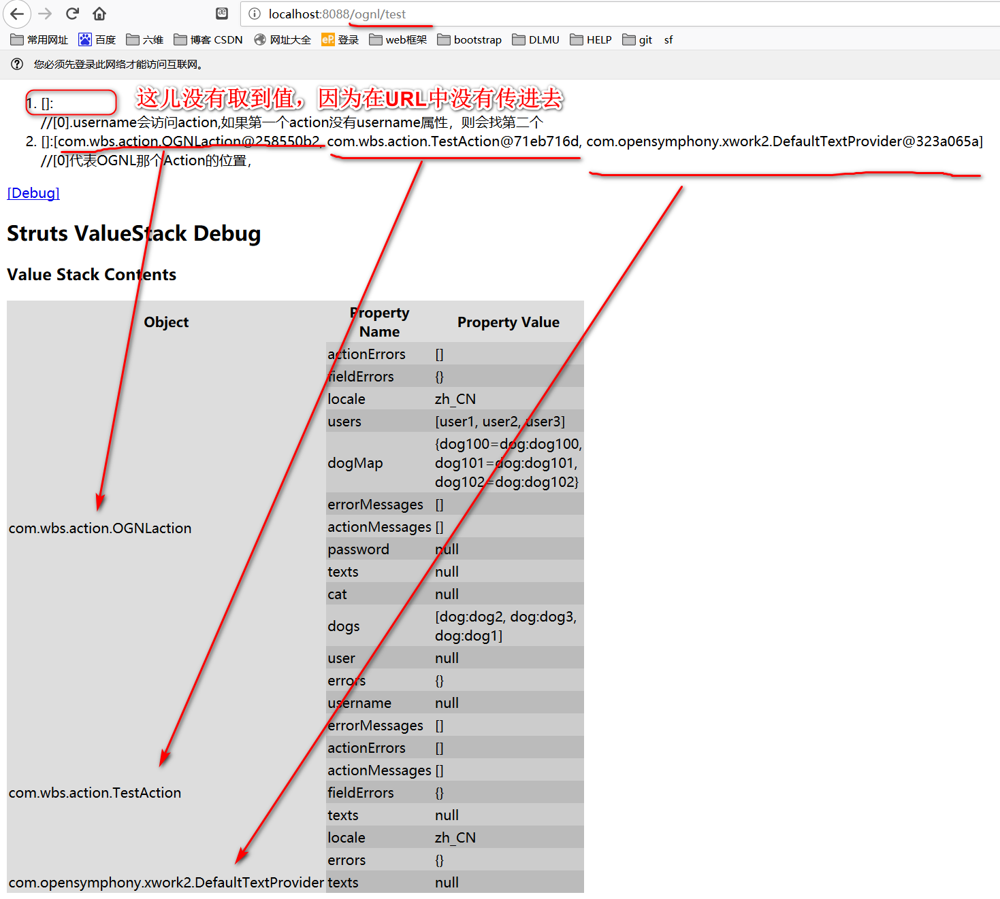 localhost:8088/ognl/test
常用网址 百度 六维 博客 CSDN 网址大全 eP. 登录 web框架 bootstrap DLMU HELP git sf
您必须先登录此网络才能访问互联网。
1. []:
这儿没有取到值，因为在URL中没有传进去
//[0].username会访问action,如果第一个action没有username属性，则会找第二个
2. []:[com.wbs.action.OGNLaction@258550b2, com.wbs.action.TestAction@71eb716d, com.opensymphony.xwork2.DefaultTextProvider@323a065a]
//[0]代表OGNL那个Action的位置，
[Debug]
Struts ValueStack Debug
Value Stack Contents
Object
Property
Name
Property Value
actionErrors []
fieldErrors {}
locale zh_CN
users [user1, user2, user3]
dogMap
{dog100=dog:dog100,
dog101=dog:dog101,
dog102=dog:dog102}
errorMessages []
com.wbs.action.OGNLaction
actionMessages []
password null
texts null
cat null
dogs
[dog:dog2, dog:dog3,
dog:dog1]
user null
errors {}
username null
errorMessages []
actionErrors []
actionMessages []
com.wbs.action.TestAction
fieldErrors {}
texts null
locale zh_CN
errors {}
com.opensymphony.xwork2.DefaultTextProvider texts null